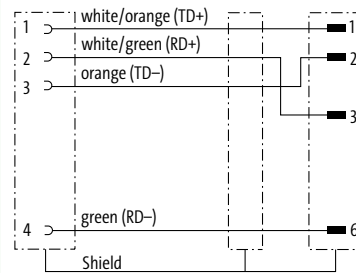 1 white/orange (TD+) 1
2 white/green (RD+) 2
3 orange (TD–) 3
4 green (RD–) 6
Shield